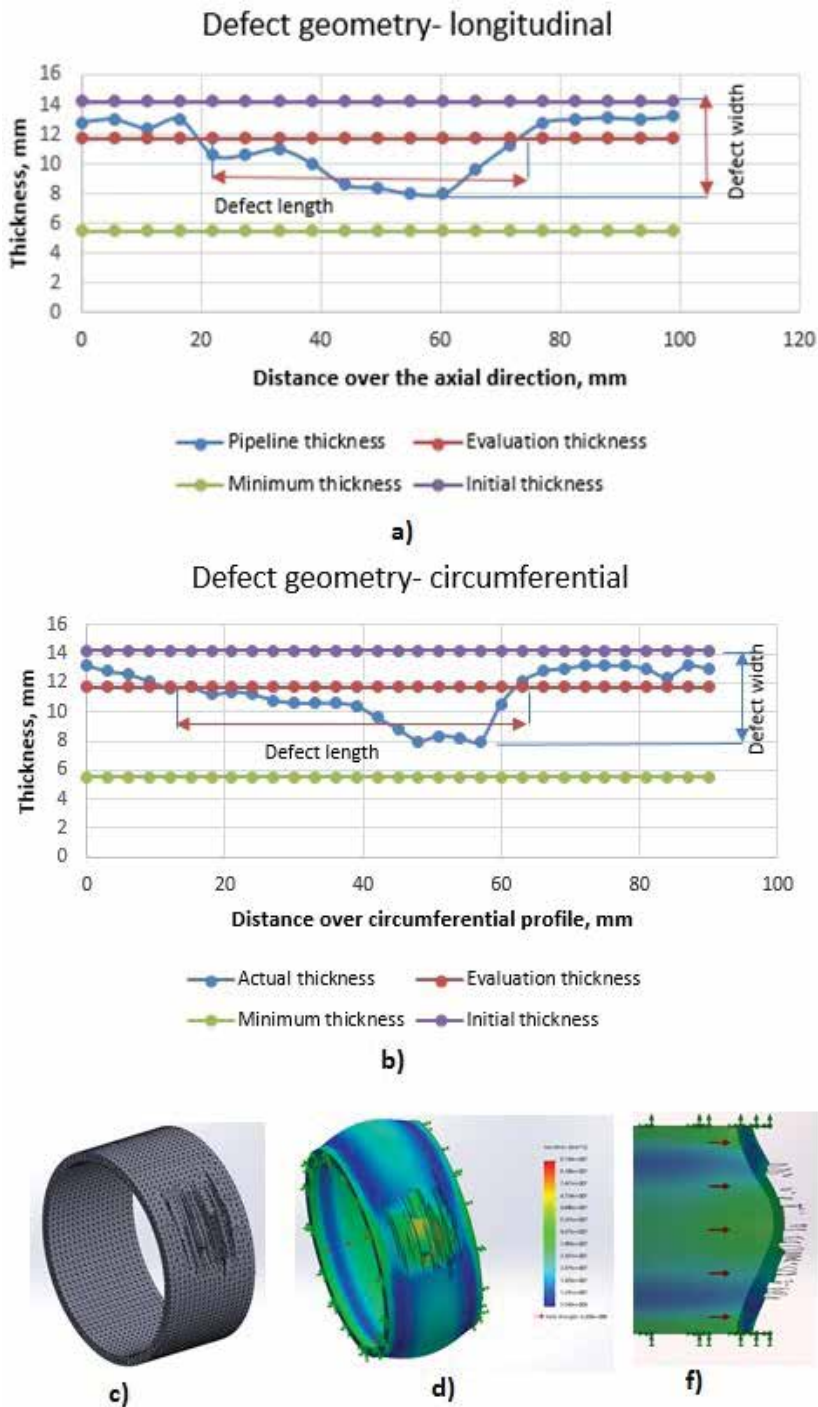 Defect geometry- longitudinal
16
14
12
10
8
6
4
2
0
Thickness, mm
Defect length
Defect width
0 20 40 60 80 100 120
Distance over the axial direction, mm
Pipeline thickness Evaluation thickness
Minimum thickness Initial thickness
a)
Defect geometry- circumferential
16
14
12
10
8
6
4
2
0
Thickness, mm
Defect length
Defect width
0 20 40 60 80 100
Distance over circumferential profile, mm
Actual thickness Evaluation thickness
Minimum thickness Initial thickness
b)
c) d) f)